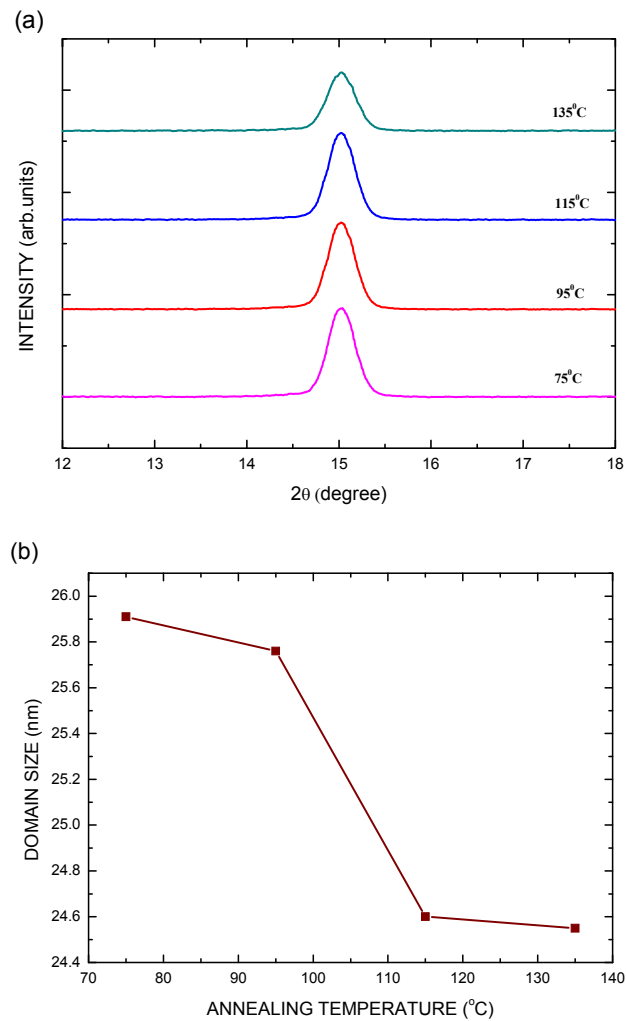 (a)
INTENSITY (arb.units)
135⁰C
115⁰C
95⁰C
75⁰C
12 13 14 15 16 17 18
2θ (degree)
(b)
DOMAIN SIZE (nm)
26.0
25.8
25.6
25.4
25.2
25.0
24.8
24.6
24.4
70 80 90 100 110 120 130 140
ANNEALING TEMPERATURE (°C)